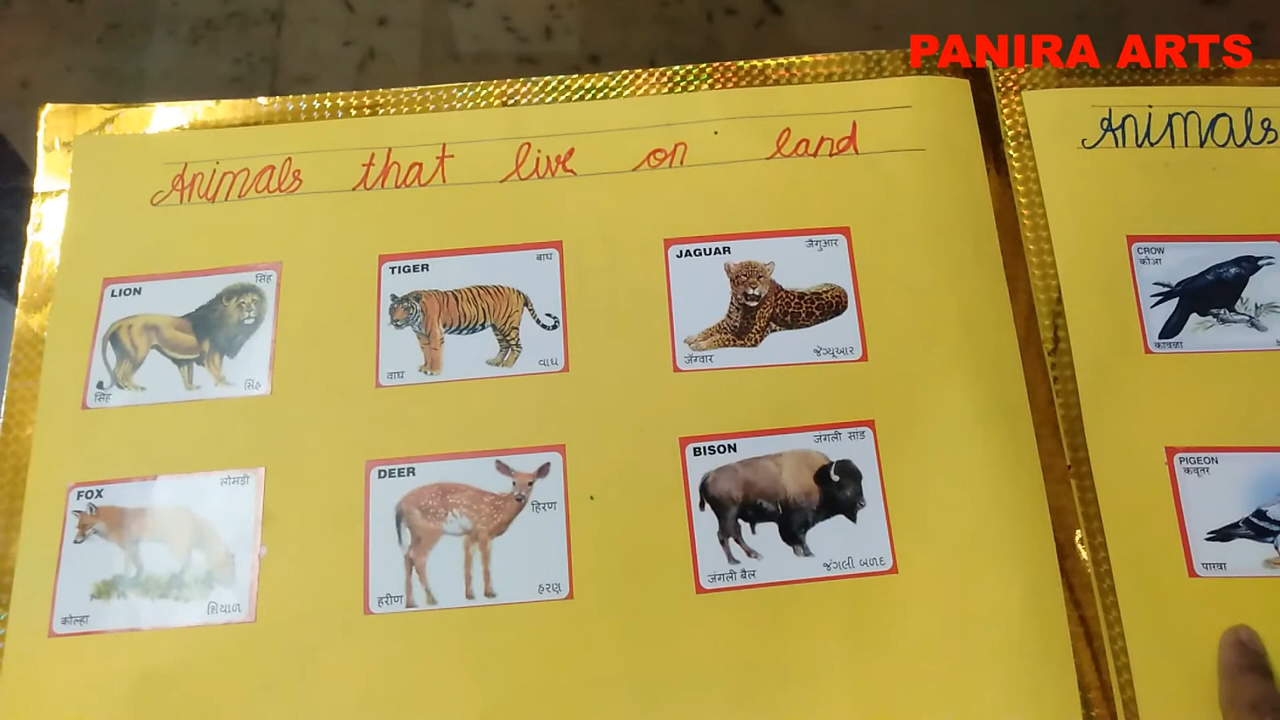 PANIRA ARTS
Animals that live on land
LION
सिंह
सिंह
સિંહ
TIGER
बाघ
वाघ
વાઘ
JAGUAR
जैगुआर
जॅग्वार
જેગ્યૂઆર
FOX
लोमडी
कोल्हा
શિયાળ
DEER
हिरण
हरीण
હરણ
BISON
जंगली सांड
जंगली बैल
જંગલી બળદ
Animals
CROW
कौआ
कावळा
PIGEON
कबूतर
पारवा